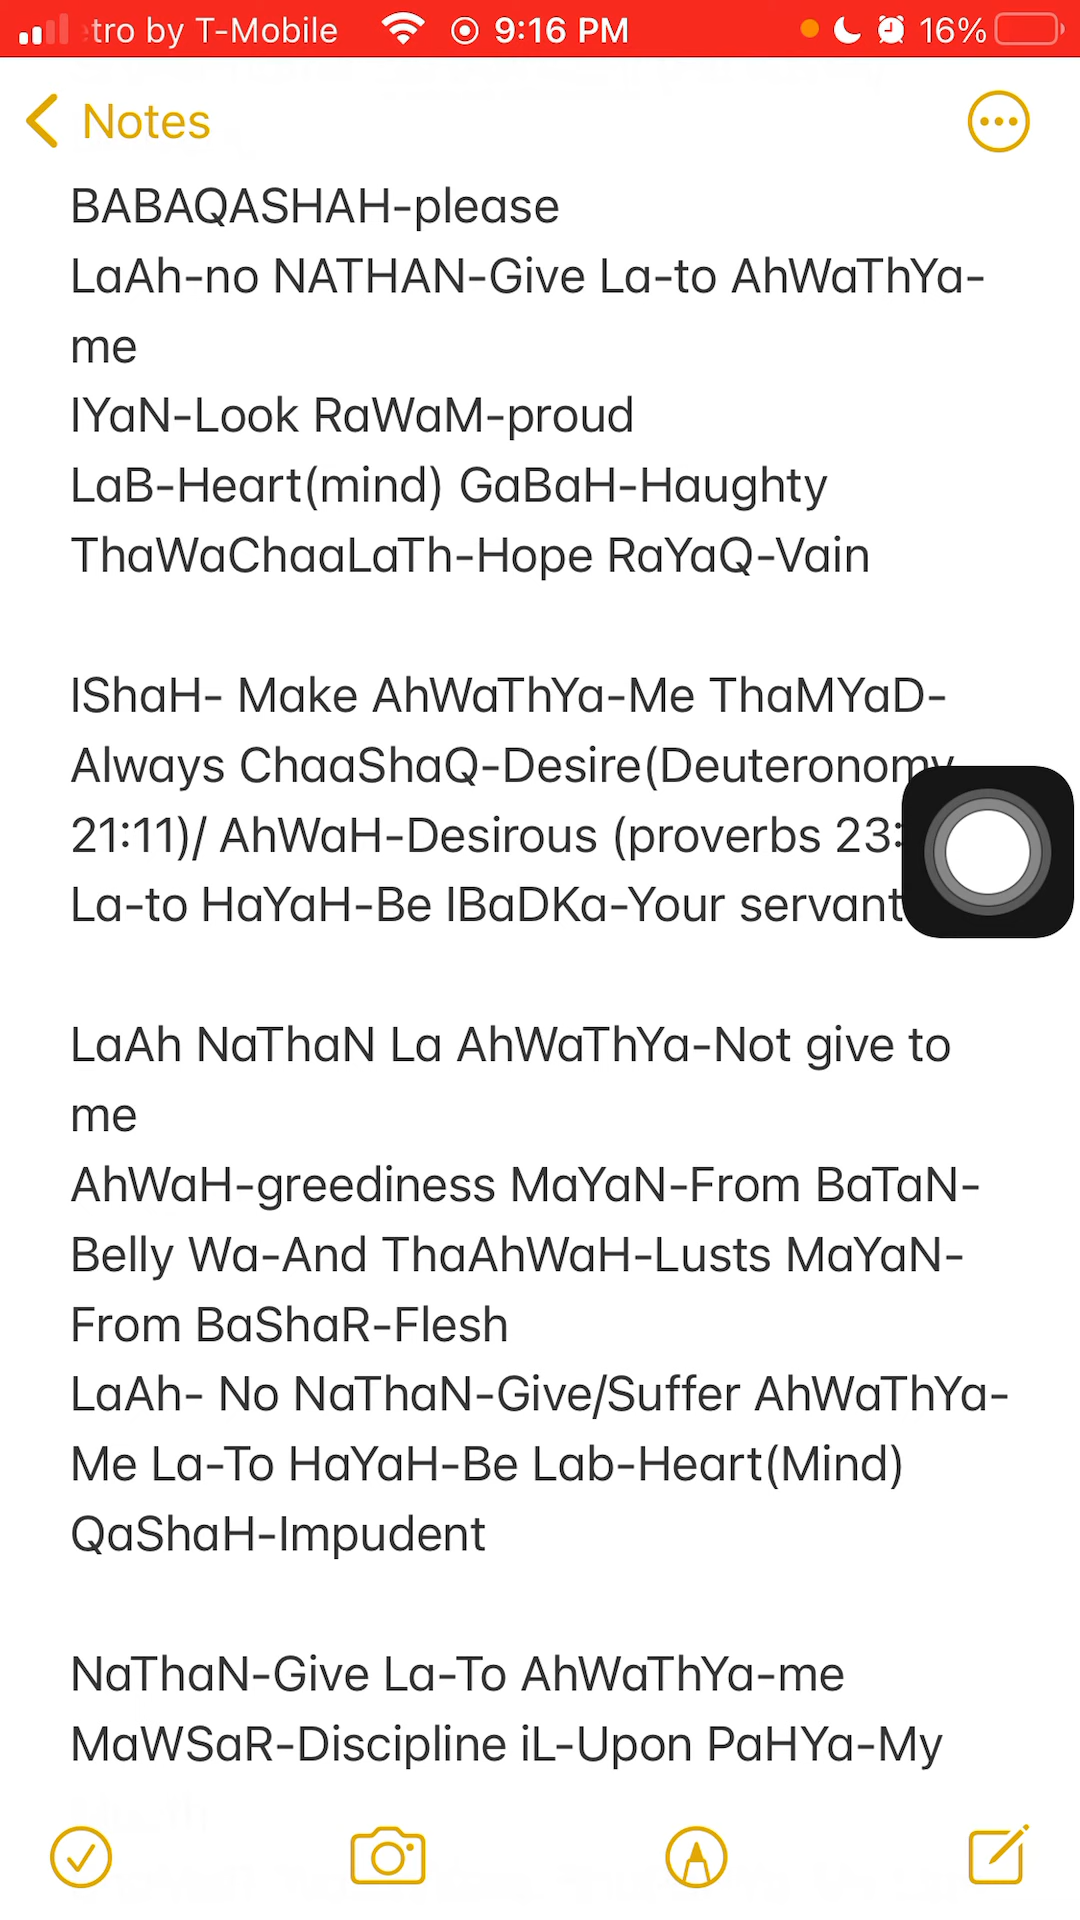 tro by T-Mobile 9:16 PM 16%
Notes
BABAQASHAH-please
LaAh-no NATHAN-Give La-to AhWaThYa-
me
IYaN-Look RaWaM-proud
LaB-Heart(mind) GaBaH-Haughty
ThaWaChaaLaTh-Hope RaYaQ-Vain
IShaH- Make AhWaThYa-Me ThaMYaD-
Always ChaaShaQ-Desire(Deuteronomy
21:11)/ AhWaH-Desirous (proverbs 23:
La-to HaYaH-Be IBaDKa-Your servant
LaAh NaThaN La AhWaThYa-Not give to
me
AhWaH-greediness MaYaN-From BaTaN-
Belly Wa-And ThaAhWaH-Lusts MaYaN-
From BaShaR-Flesh
LaAh- No NaThaN-Give/Suffer AhWaThYa-
Me La-To HaYaH-Be Lab-Heart(Mind)
QaShaH-Impudent
NaThaN-Give La-To AhWaThYa-me
MaWSaR-Discipline iL-Upon PaHYa-My